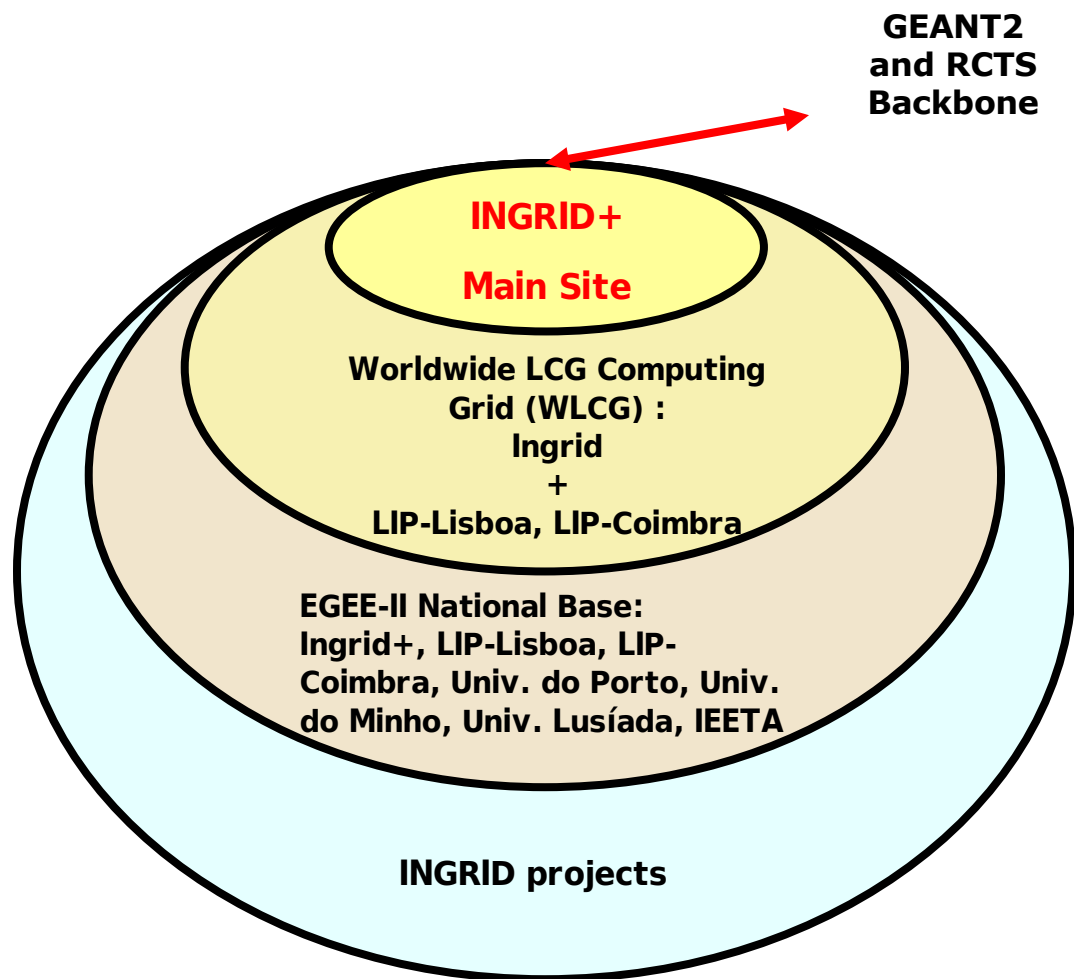 GEANT2
and RCTS
Backbone
INGRID+
Main Site
Worldwide LCG Computing
Grid (WLCG) :
Ingrid
+
LIP-Lisboa, LIP-Coimbra
EGEE-II National Base:
Ingrid+, LIP-Lisboa, LIP-
Coimbra, Univ. do Porto, Univ.
do Minho, Univ. Lusíada, IEETA
INGRID projects